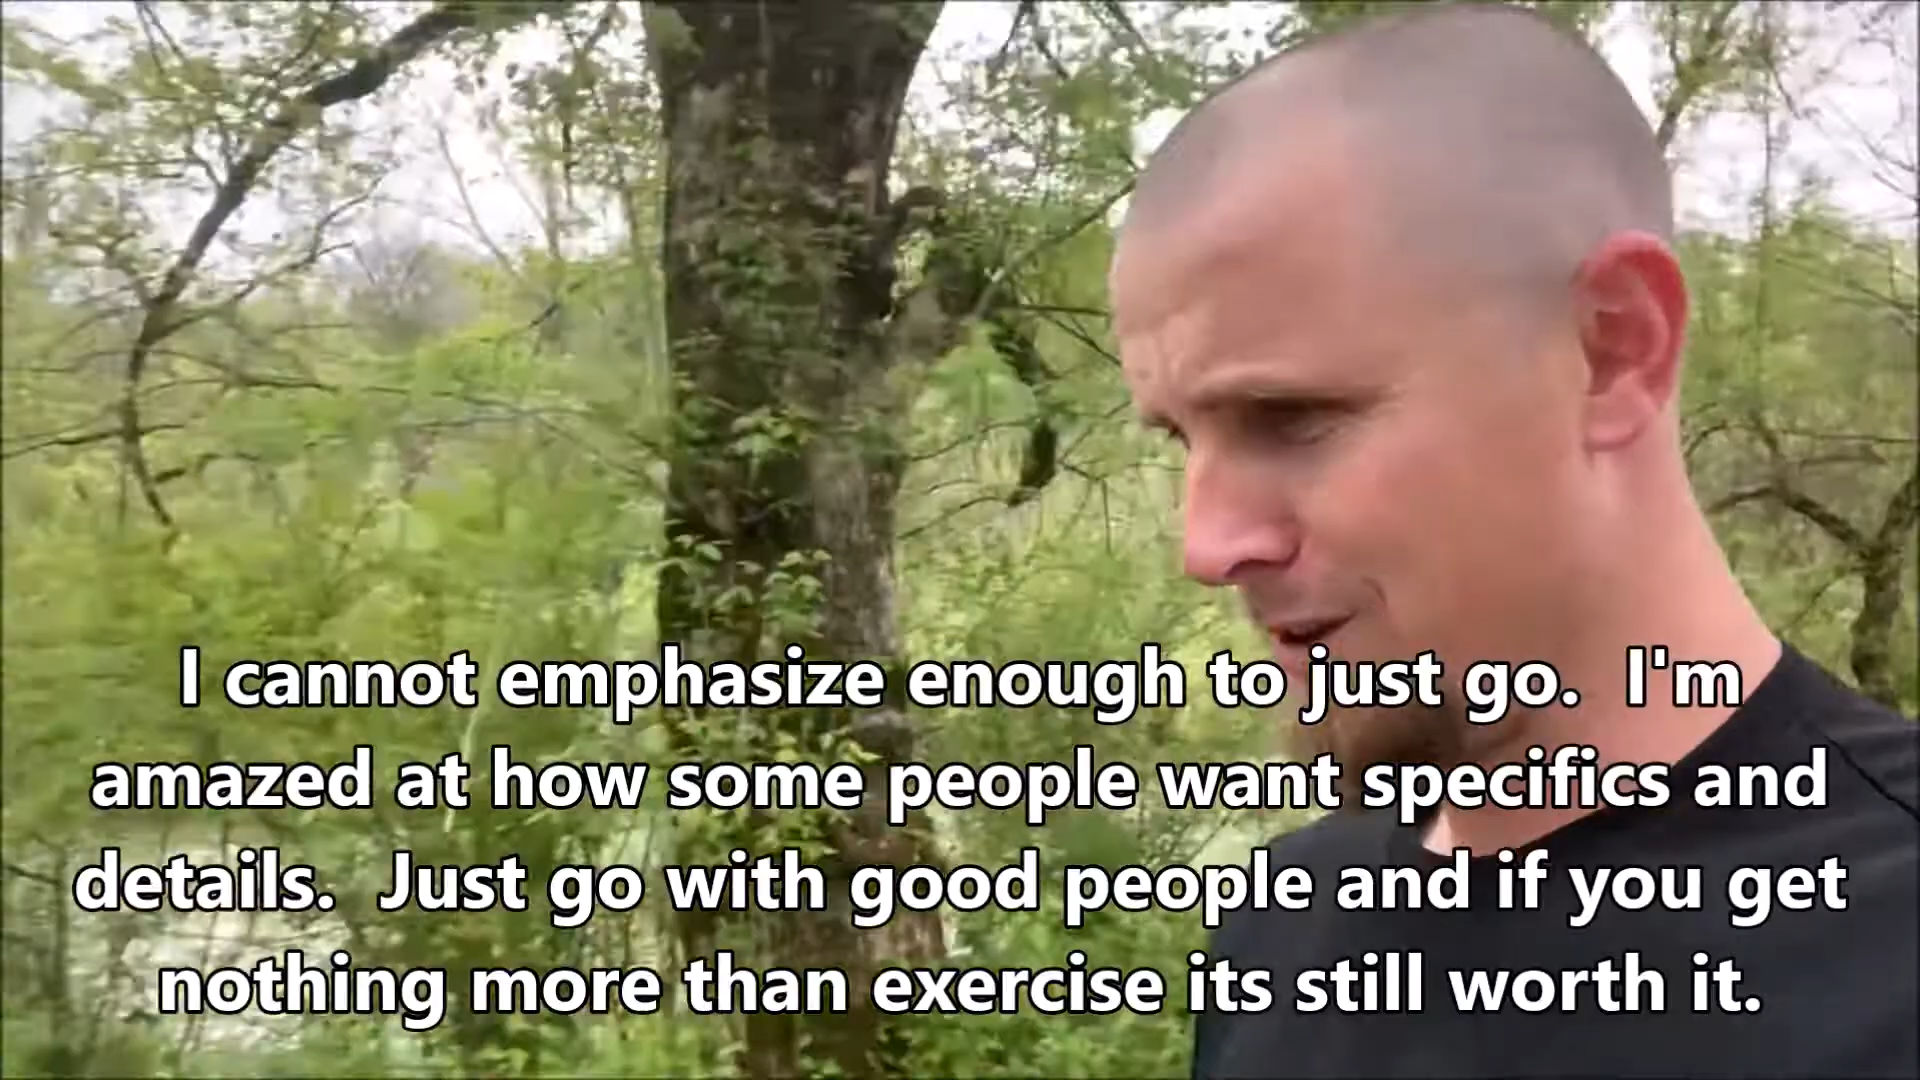 I cannot emphasize enough to just go.  I'm
amazed at how some people want specifics and
details.  Just go with good people and if you get
nothing more than exercise its still worth it.